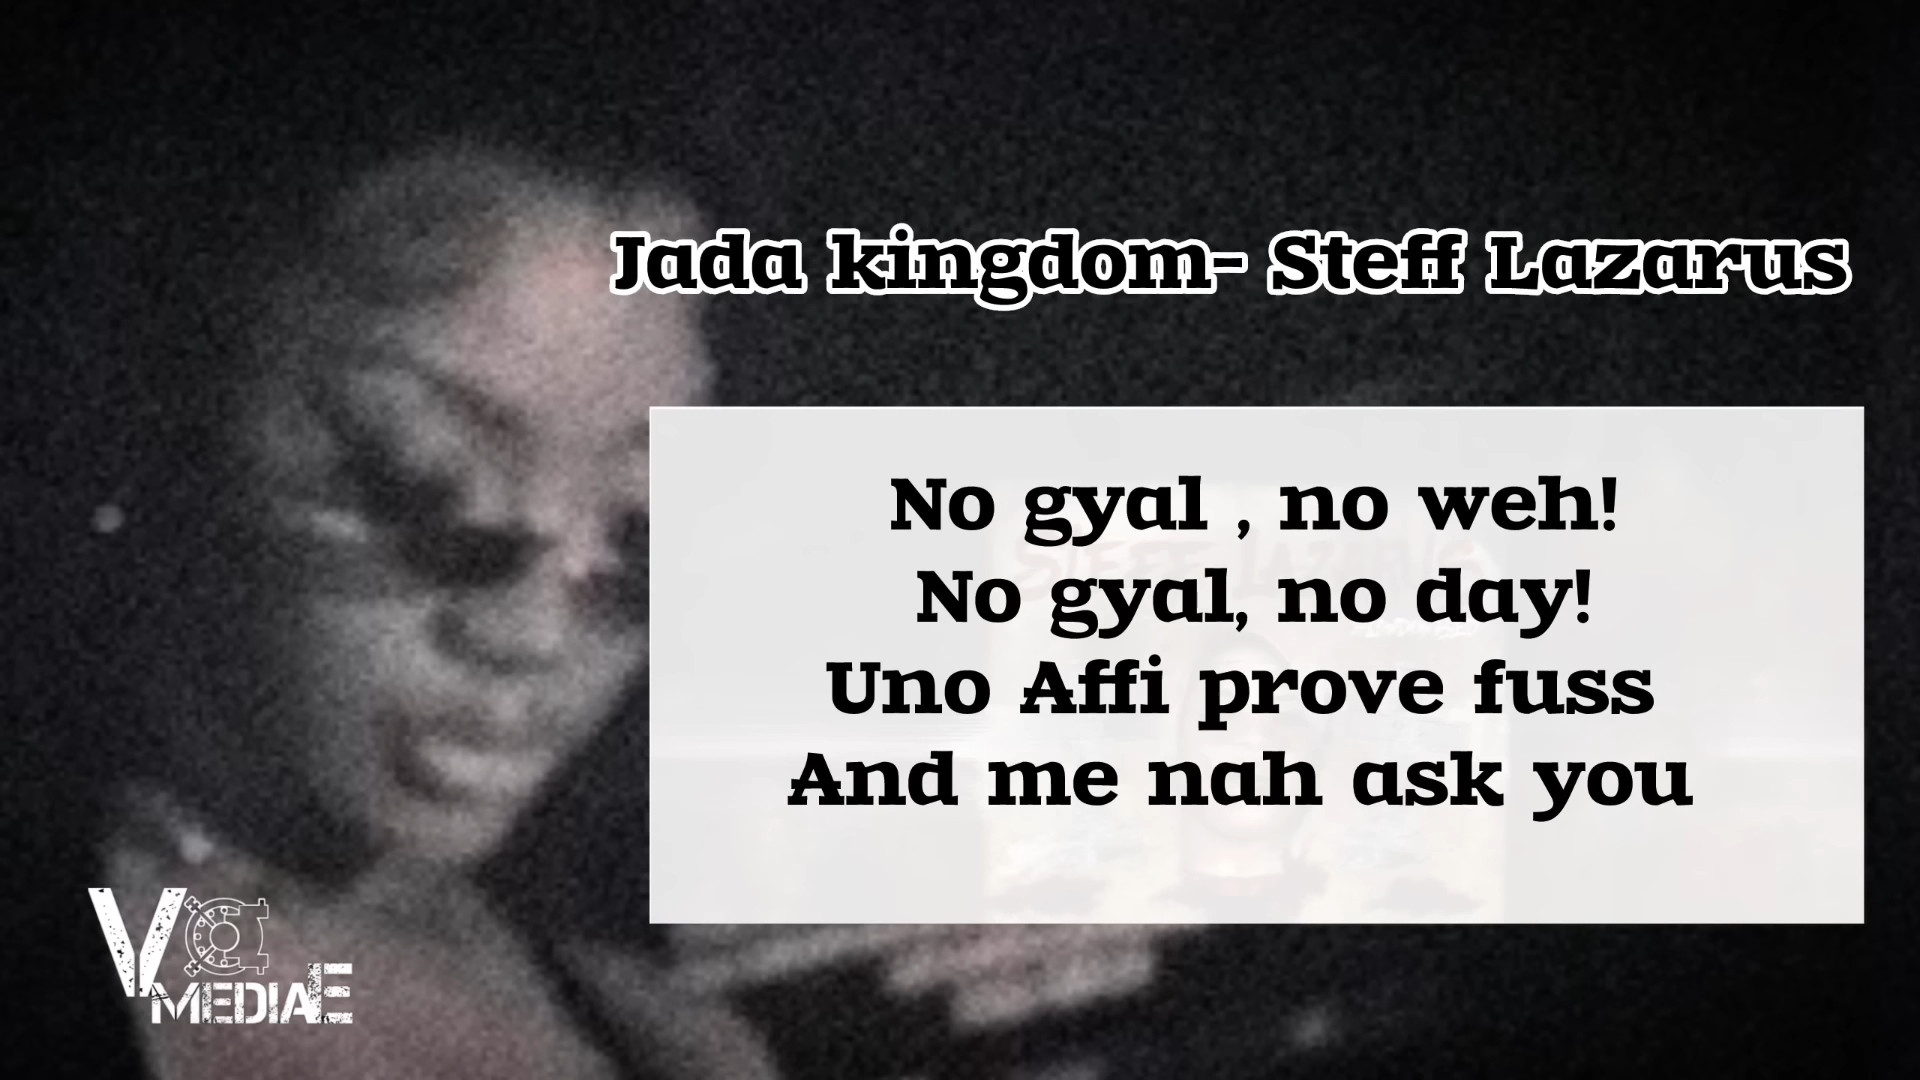 Jada kingdom- Steff Lazarus
No gyal , no weh!
No gyal, no day!
Uno Affi prove fuss
And me nah ask you
V
MEDIAE